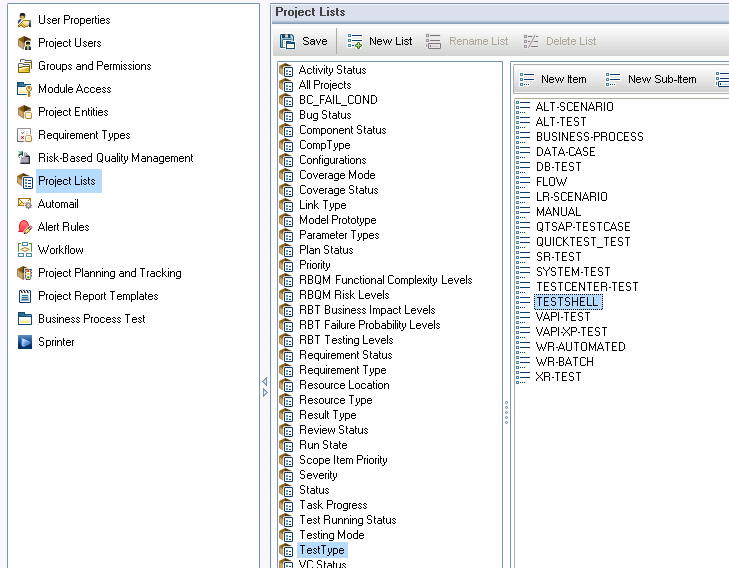 User Properties
Project Users
Groups and Permissions
Module Access
Project Entities
Requirement Types
Risk-Based Quality Management
Project Lists
Automail
Alert Rules
Workflow
Project Planning and Tracking
Project Report Templates
Business Process Test
Sprinter
Project Lists
Save New List Rename List Delete List
Activity Status
All Projects
BC_FAIL_COND
Bug Status
Component Status
CompType
Configurations
Coverage Mode
Coverage Status
Link Type
Model Prototype
Parameter Types
Plan Status
Priority
RBQM Functional Complexity Levels
RBQM Risk Levels
RBT Business Impact Levels
RBT Failure Probability Levels
RBT Testing Levels
Requirement Status
Requirement Type
Resource Location
Resource Type
Result Type
Review Status
Run State
Scope Item Priority
Severity
Status
Task Progress
Test Running Status
Testing Mode
TestType
VC Status
New Item New Sub-Item
ALT-SCENARIO
ALT-TEST
BUSINESS-PROCESS
DATA-CASE
DB-TEST
FLOW
LR-SCENARIO
MANUAL
QTSAP-TESTCASE
QUICKTEST_TEST
SR-TEST
SYSTEM-TEST
TESTCENTER-TEST
TESTSHELL
VAPI-TEST
VAPI-XP-TEST
WR-AUTOMATED
WR-BATCH
XR-TEST